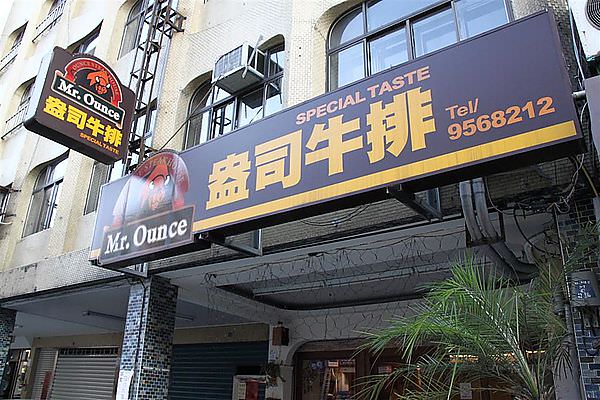 Mr. Ounce
盎司牛排
SPECIAL TASTE
SPECIAL TASTE
盎司牛排
Tel/
9568212
Mr. Ounce